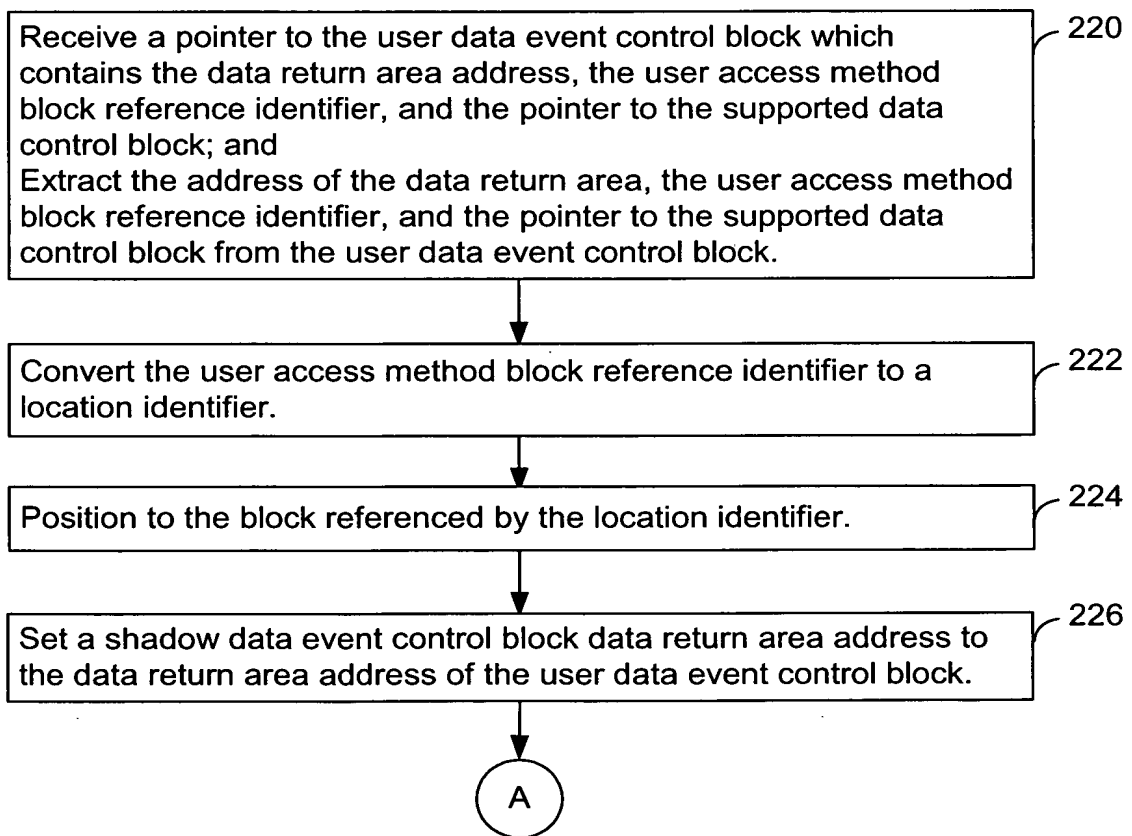 Receive a pointer to the user data event control block which
contains the data return area address, the user access method
block reference identifier, and the pointer to the supported data
control block; and
Extract the address of the data return area, the user access method
block reference identifier, and the pointer to the supported data
control block from the user data event control block.
220
Convert the user access method block reference identifier to a
location identifier.
222
Position to the block referenced by the location identifier.
224
Set a shadow data event control block data return area address to
the data return area address of the user data event control block.
226
A